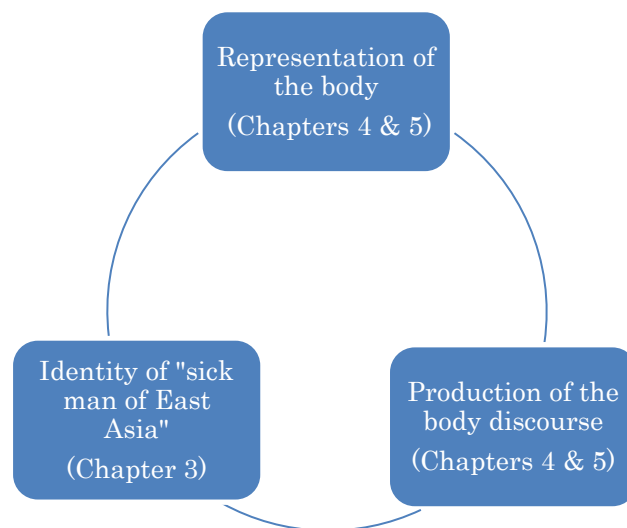 Representation of
the body
(Chapters 4 & 5)
Identity of "sick
man of East
Asia"
(Chapter 3)
Production of the
body discourse
(Chapters 4 & 5)